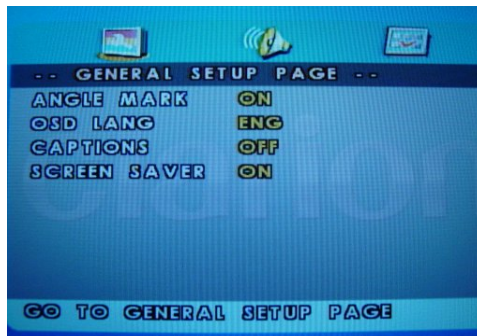 -- GENERAL SETUP PAGE --
ANGLE MARK ON
OSD LANG ENG
CAPTIONS OFF
SCREEN SAVER ON
GO TO GENERAL SETUP PAGE